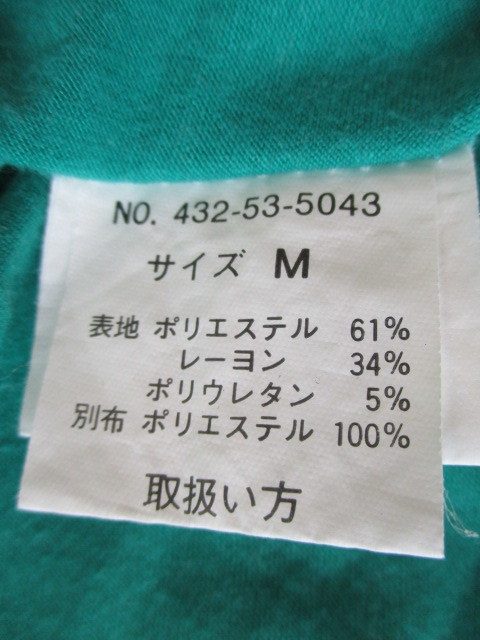 NO. 432-53-5043
サイズ M
表地 ポリエステル 61%
レーヨン 34%
ポリウレタン 5%
別布 ポリエステル 100%
取扱い方